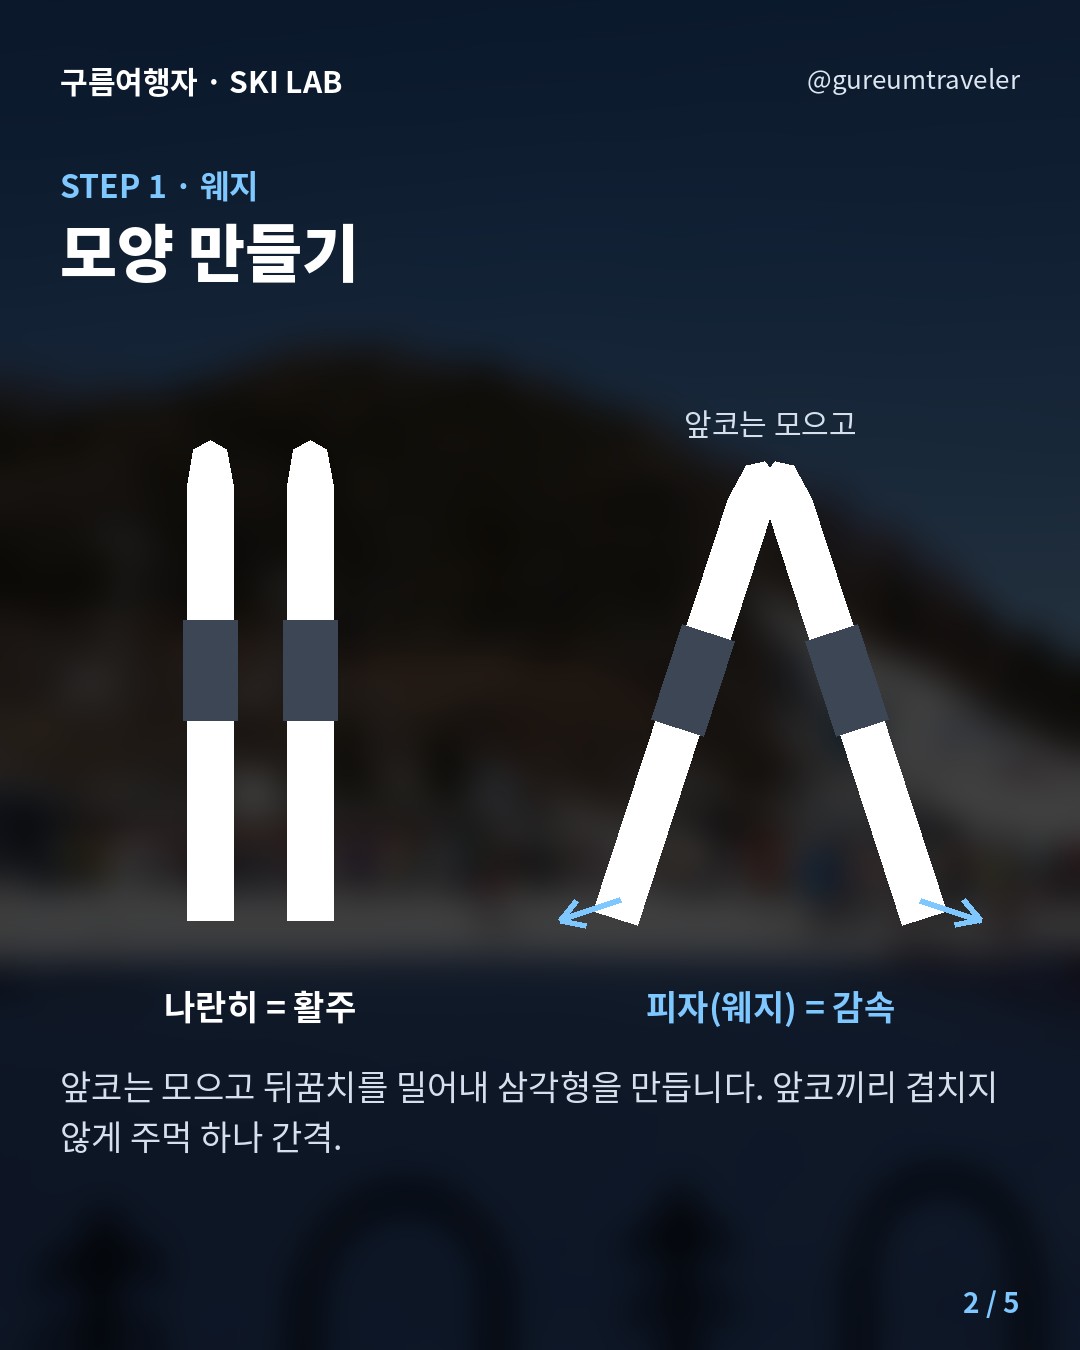 구름여행자 · SKI LAB
@gureumtraveler
STEP 1 · 웨지
모양 만들기
앞코는 모으고
나란히 = 활주
피자(웨지) = 감속
앞코는 모으고 뒤꿈치를 밀어내 삼각형을 만듭니다. 앞코끼리 겹치지
않게 주먹 하나 간격.
2 / 5